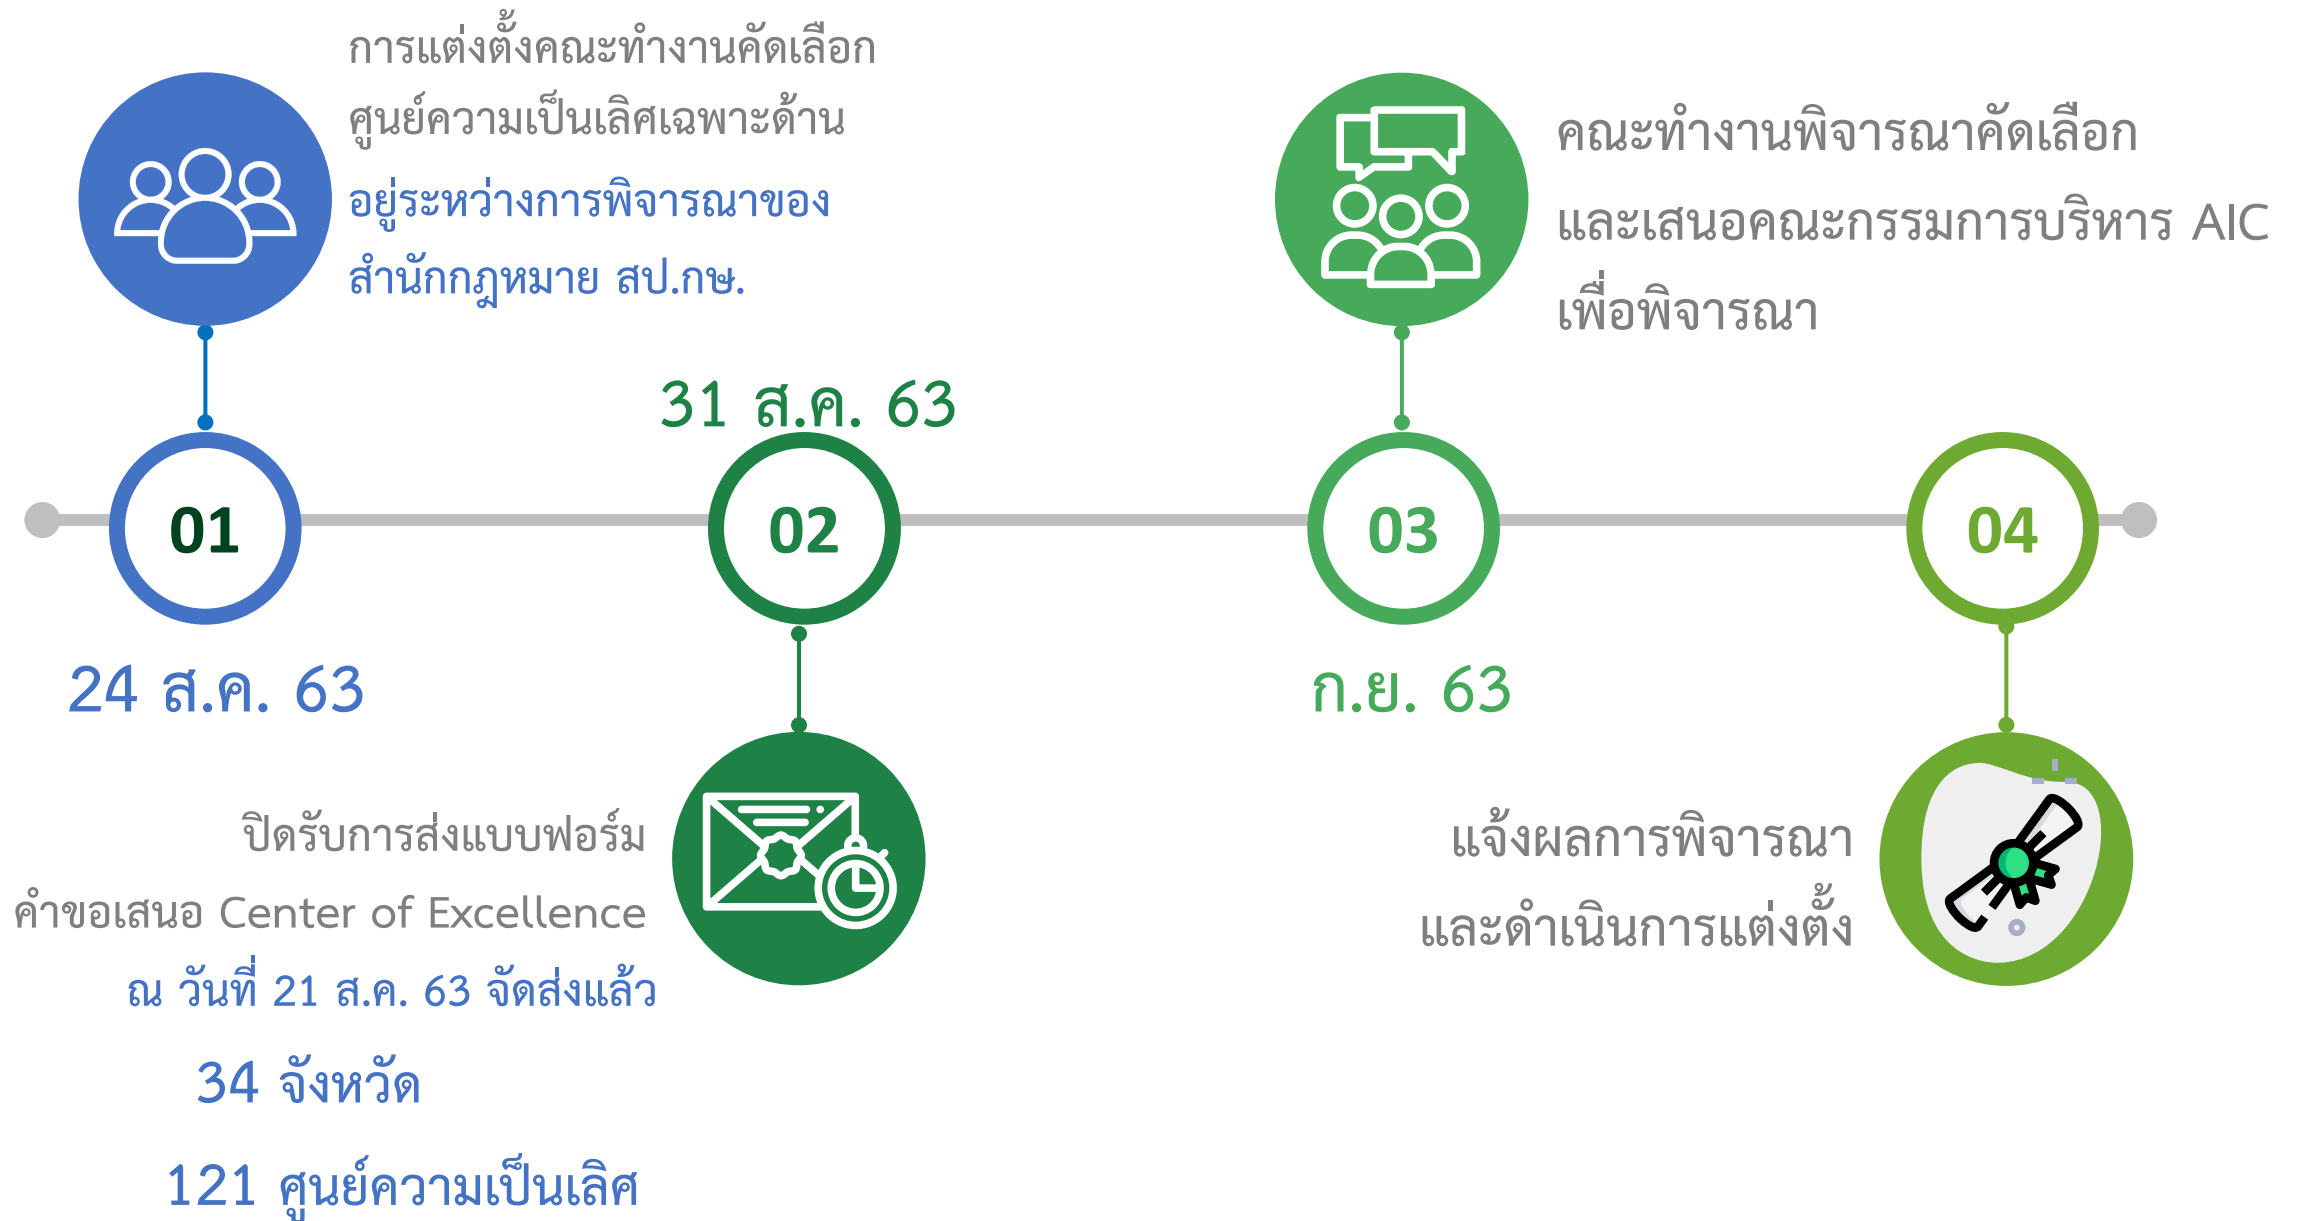 การแต่งตั้งคณะทำงานคัดเลือก
ศูนย์ความเป็นเลิศเฉพาะด้าน
อยู่ระหว่างการพิจารณาของ
สำนักกฎหมาย สป.กษ.
01
24 ส.ค. 63
31 ส.ค. 63
02
ปิดรับการส่งแบบฟอร์ม
คำขอเสนอ Center of Excellence
ณ วันที่ 21 ส.ค. 63 จัดส่งแล้ว
34 จังหวัด
121 ศูนย์ความเป็นเลิศ
คณะทำงานพิจารณาคัดเลือก
และเสนอคณะกรรมการบริหาร AIC
เพื่อพิจารณา
03
ก.ย. 63
04
แจ้งผลการพิจารณา
และดำเนินการแต่งตั้ง